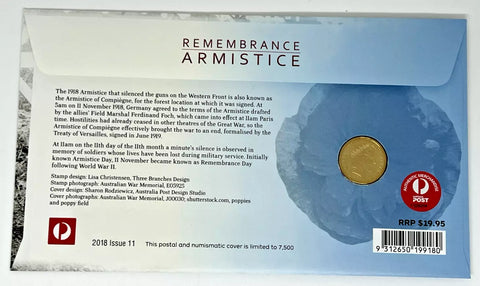 REMEMBRANCE
ARMISTICE
The 1918 Armistice that silenced the guns on the Western Front is also known as
the Armistice of Compiègne, for the forest location at which it was signed. At
5am on 11 November 1918, Germany agreed to the terms of the Armistice drafted
by the allies' Field Marshal Ferdinand Foch, which came into effect at 11am Paris
time. Hostilities had already ceased in other theatres of the Great War, so the
Armistice of Compiègne effectively brought the war to an end, formalised by the
Treaty of Versailles, signed in June 1919.
At 11am on the 11th day of the 11th month a minute's silence is observed in
memory of soldiers whose lives have been lost during military service. Initially
known Armistice Day, 11 November became known as Remembrance Day
following World War II.
Stamp design: Lisa Christensen, Three Branches Design
Stamp photograph: Australian War Memorial, E03925
Cover design: Sharon Rodziewicz, Australia Post Design Studio
Cover photographs: Australian War Memorial, J00030; shutterstock.com, poppies
and poppy field
AUTHENTIC MERCHANDISE
POST
RRP $19.95
2018 Issue 11
This postal and numismatic cover is limited to 7,500
9 312650 199180 >